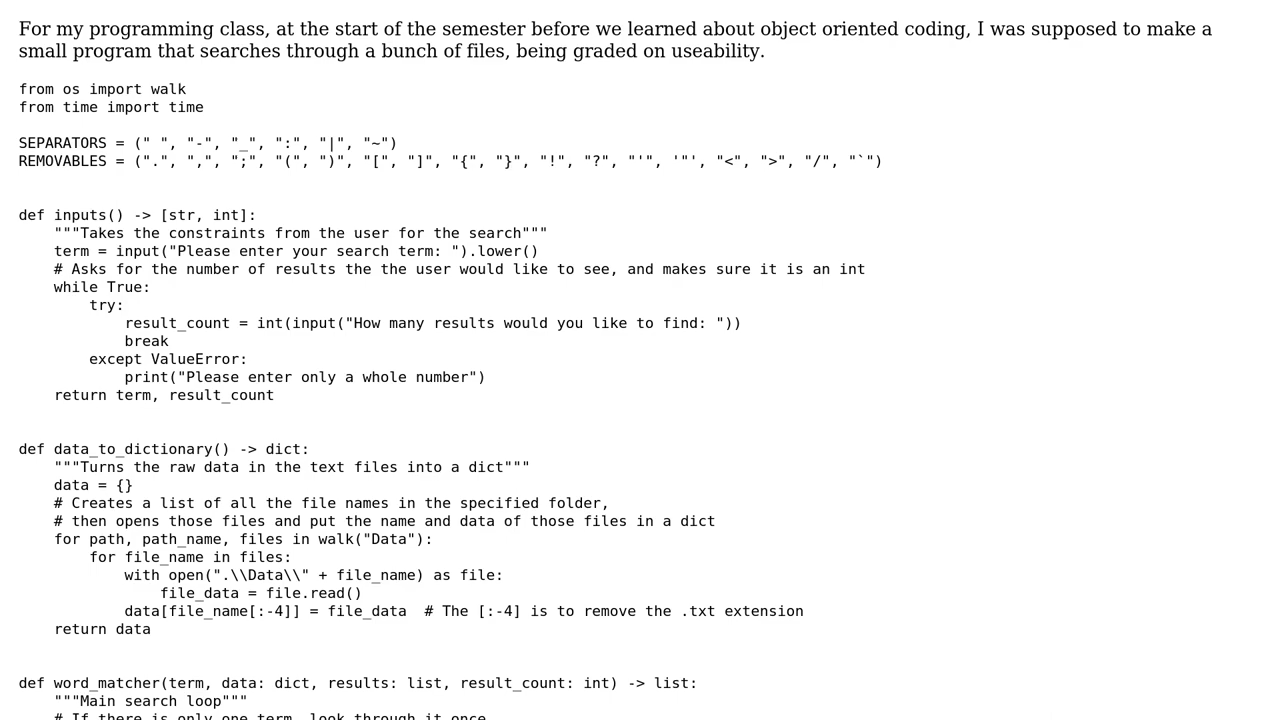 For my programming class, at the start of the semester before we learned about object oriented coding, I was supposed to make a
small program that searches through a bunch of files, being graded on useability.
from os import walk
from time import time
SEPARATORS = (" ", "-", "_", ":", "|", "~")
REMOVABLES = (".", ",", ";", "(", ")", "[", "]", "{", "}", "!", "?", "'", '"', "<", ">", "/", "`")
def inputs() -> [str, int]:
    """Takes the constraints from the user for the search"""
    term = input("Please enter your search term: ").lower()
    # Asks for the number of results the the user would like to see, and makes sure it is an int
    while True:
        try:
            result_count = int(input("How many results would you like to find: "))
            break
        except ValueError:
            print("Please enter only a whole number")
    return term, result_count
def data_to_dictionary() -> dict:
    """Turns the raw data in the text files into a dict"""
    data = {}
    # Creates a list of all the file names in the specified folder,
    # then opens those files and put the name and data of those files in a dict
    for path, path_name, files in walk("Data"):
        for file_name in files:
            with open(".\\Data\\" + file_name) as file:
                file_data = file.read()
            data[file_name[:-4]] = file_data  # The [:-4] is to remove the .txt extension
    return data
def word_matcher(term, data: dict, results: list, result_count: int) -> list:
    """Main search loop"""
    # If there is only one term, look through it once